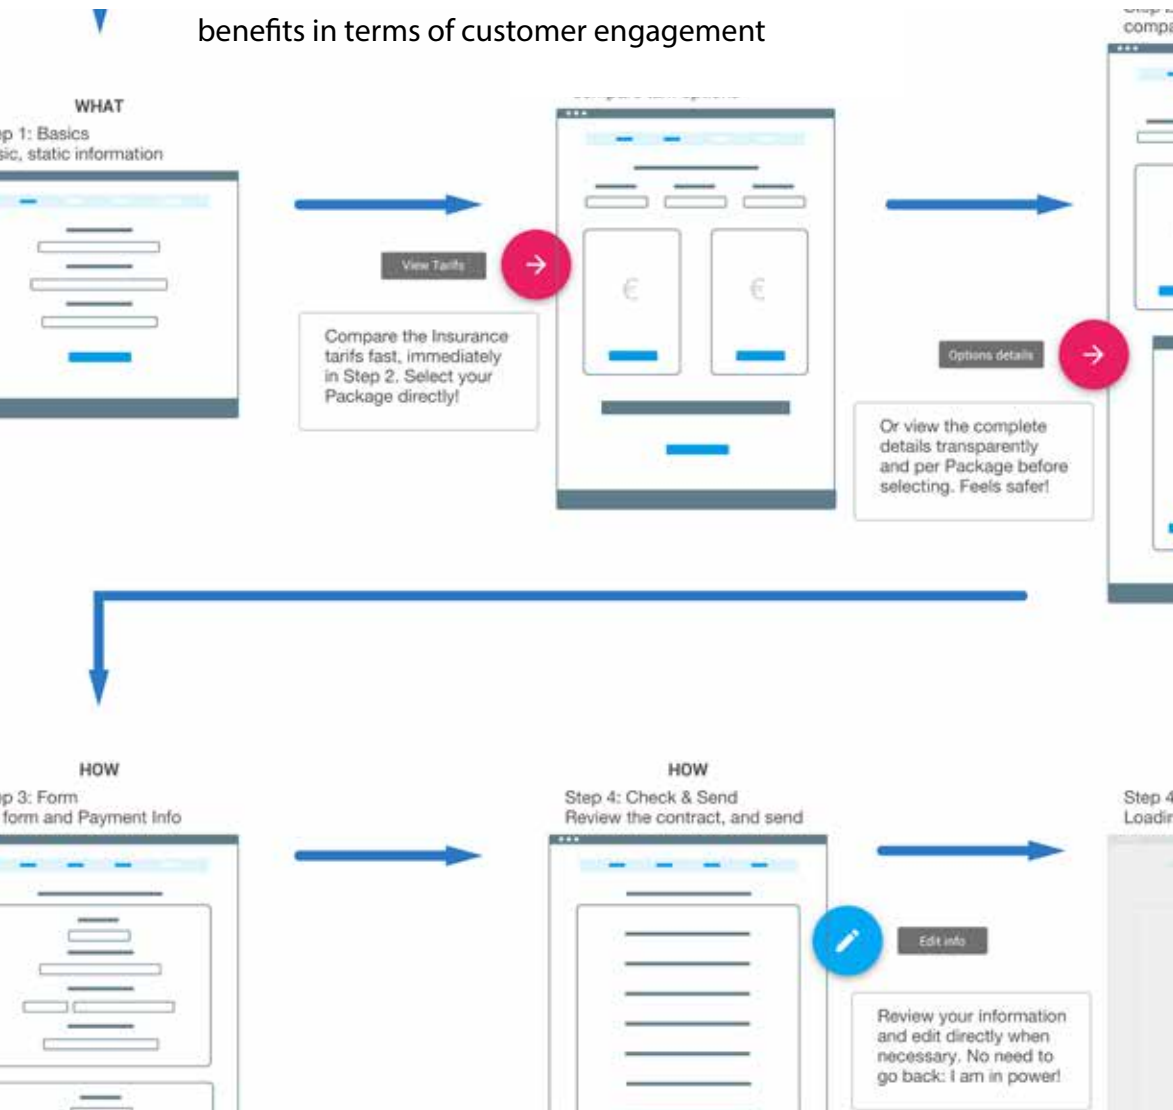 benefits in terms of customer engagement
compa
WHAT
ep 1: Basics
sic, static information
View Tarifs
Compare the Insurance
tarifs fast, immediately
in Step 2. Select your
Package directly!
€
€
Options details
Or view the complete
details transparently
and per Package before
selecting. Feels safer!
HOW
ep 3: Form
form and Payment Info
HOW
Step 4: Check & Send
Review the contract, and send
Edit info
Review your information
and edit directly when
necessary. No need to
go back: I am in power!
Step 4
Loadin